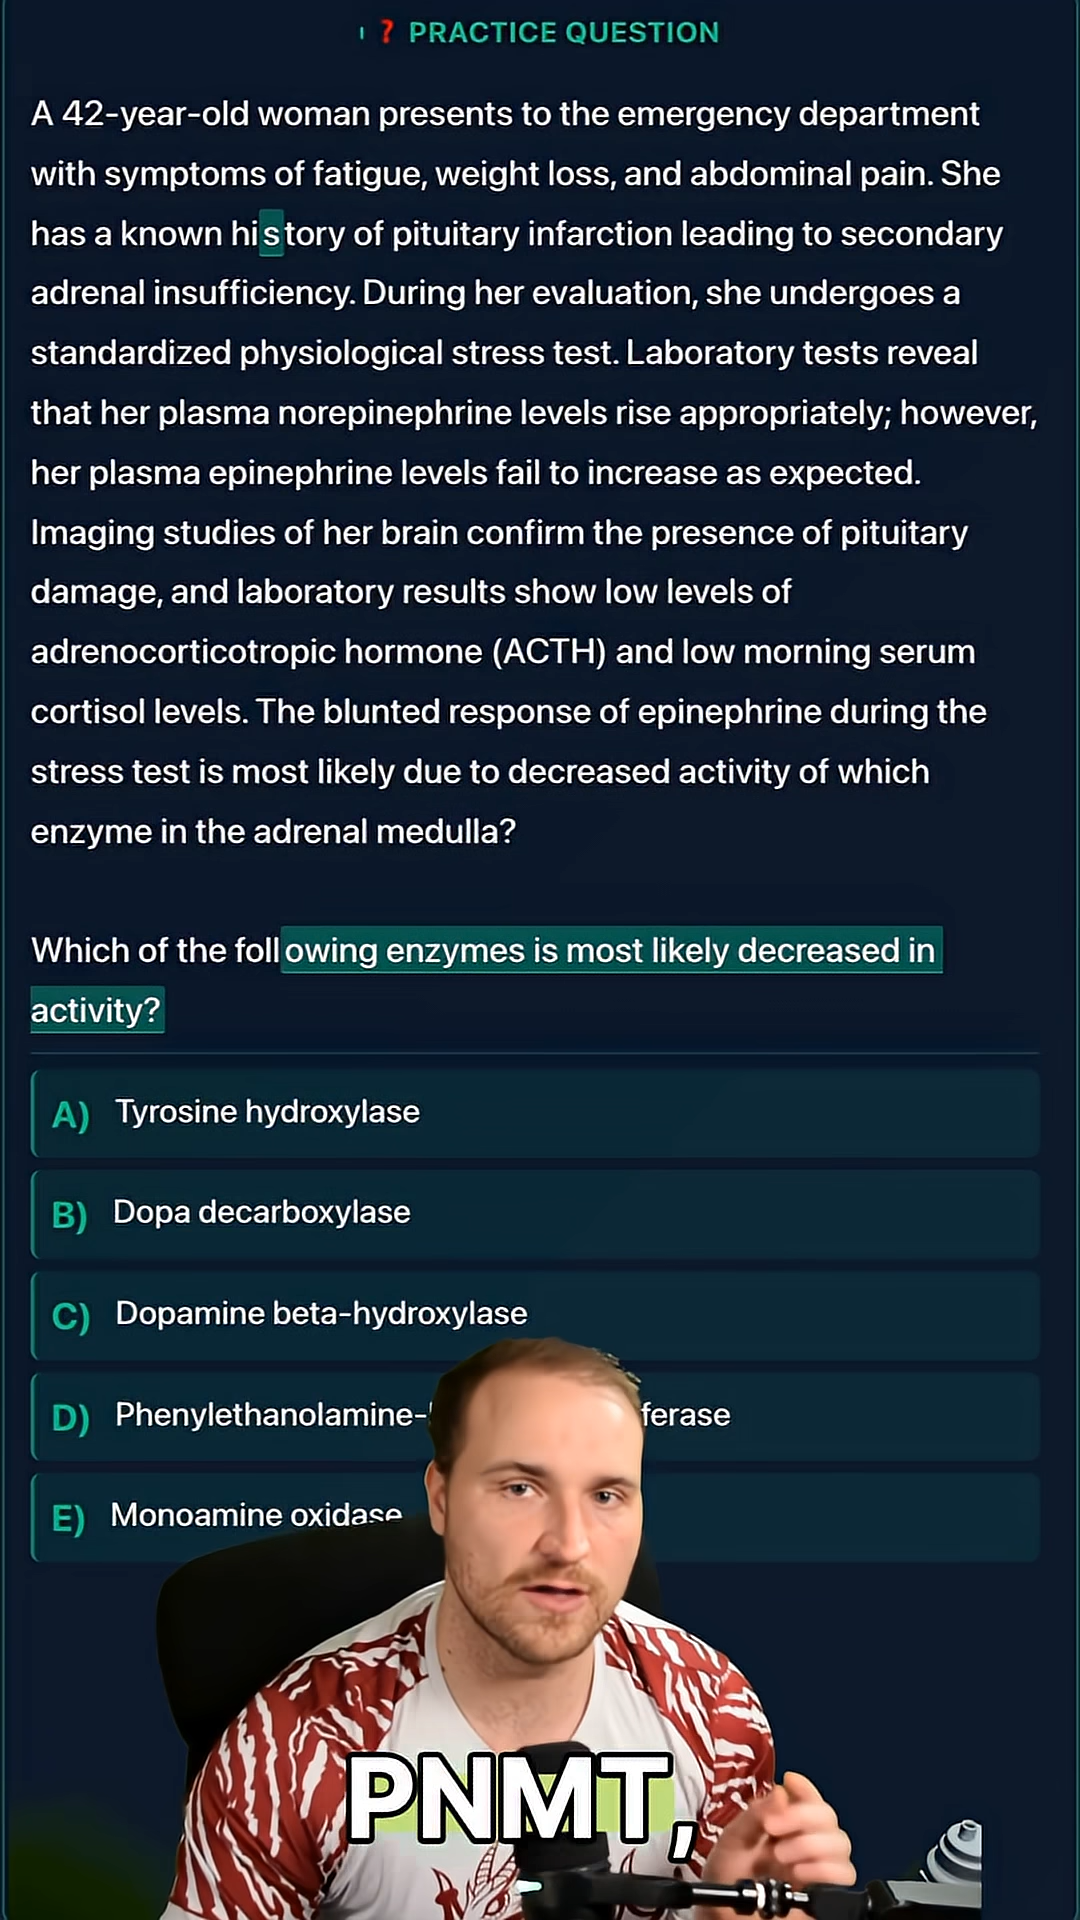 ❓ PRACTICE QUESTION
A 42-year-old woman presents to the emergency department
with symptoms of fatigue, weight loss, and abdominal pain. She
has a known history of pituitary infarction leading to secondary
adrenal insufficiency. During her evaluation, she undergoes a
standardized physiological stress test. Laboratory tests reveal
that her plasma norepinephrine levels rise appropriately; however,
her plasma epinephrine levels fail to increase as expected.
Imaging studies of her brain confirm the presence of pituitary
damage, and laboratory results show low levels of
adrenocorticotropic hormone (ACTH) and low morning serum
cortisol levels. The blunted response of epinephrine during the
stress test is most likely due to decreased activity of which
enzyme in the adrenal medulla?
Which of the following enzymes is most likely decreased in
activity?
A) Tyrosine hydroxylase
B) Dopa decarboxylase
C) Dopamine beta-hydroxylase
D) Phenylethanolamine- ferase
E) Monoamine oxidase
PNMT,